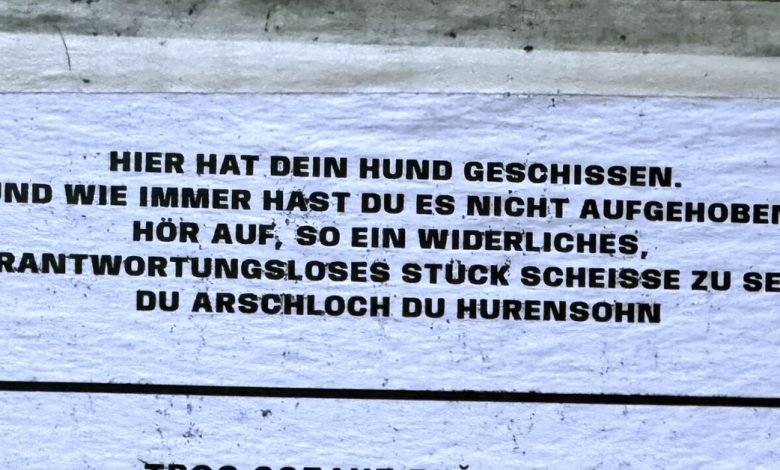 HIER HAT DEIN HUND GESCHISSEN.
UND WIE IMMER HAST DU ES NICHT AUFGEHOBEN
HÖR AUF, SO EIN WIDERLICHES,
RANTWORTUNGSLOSES STÜCK SCHEISSE ZU SE
DU ARSCHLOCH DU HURENSOHN